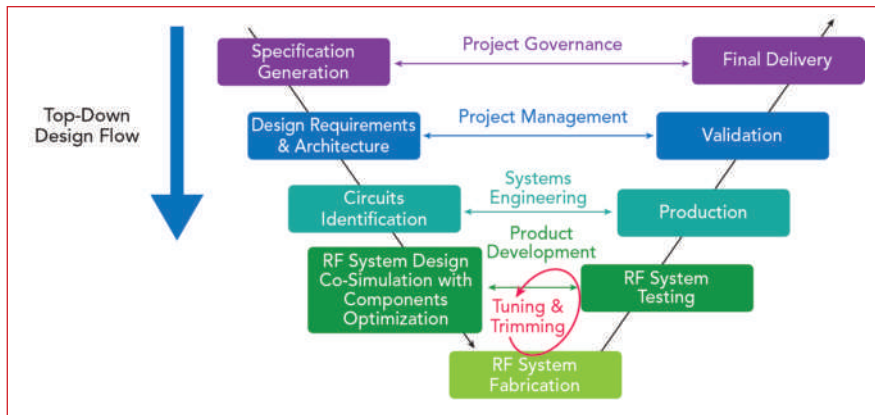 Top-Down
Design Flow
Specification
Generation
Project Governance
Final Delivery
Design Requirements
& Architecture
Project Management
Validation
Circuits
Identification
Systems
Engineering
Production
RF System Design
Co-Simulation with
Components
Optimization
Product
Development
Tuning &
Trimming
RF System
Testing
RF System
Fabrication